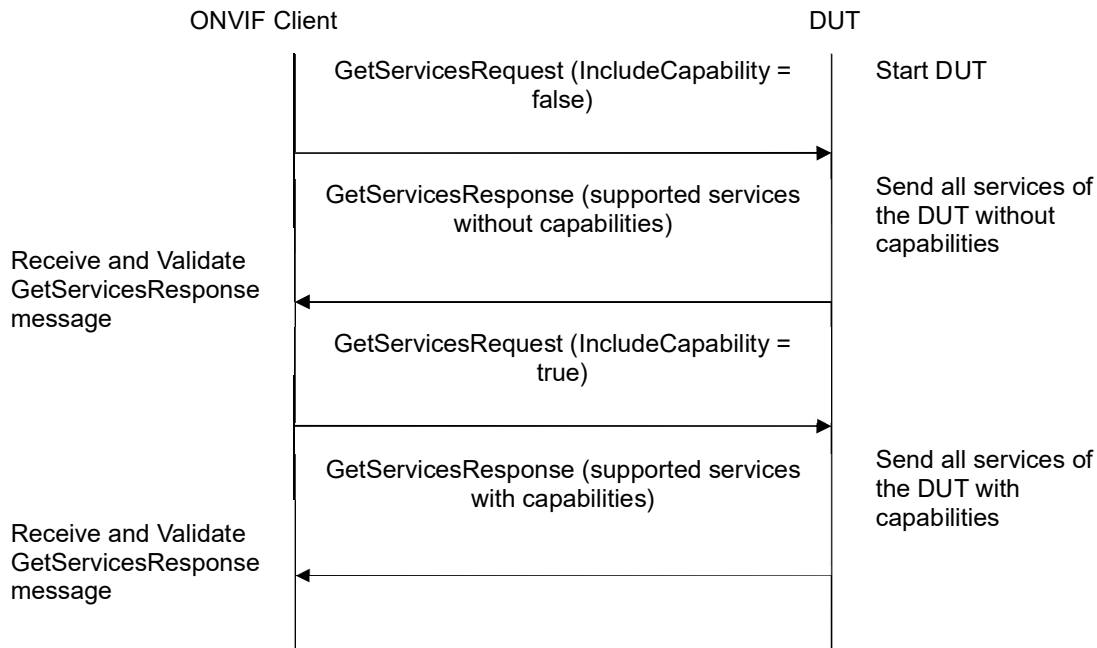 ONVIF Client
DUT
GetServicesRequest (IncludeCapability =
false)
Start DUT
GetServicesResponse (supported services
without capabilities)
Send all services of
the DUT without
capabilities
Receive and Validate
GetServicesResponse
message
GetServicesRequest (IncludeCapability =
true)
GetServicesResponse (supported services
with capabilities)
Send all services of
the DUT with
capabilities
Receive and Validate
GetServicesResponse
message